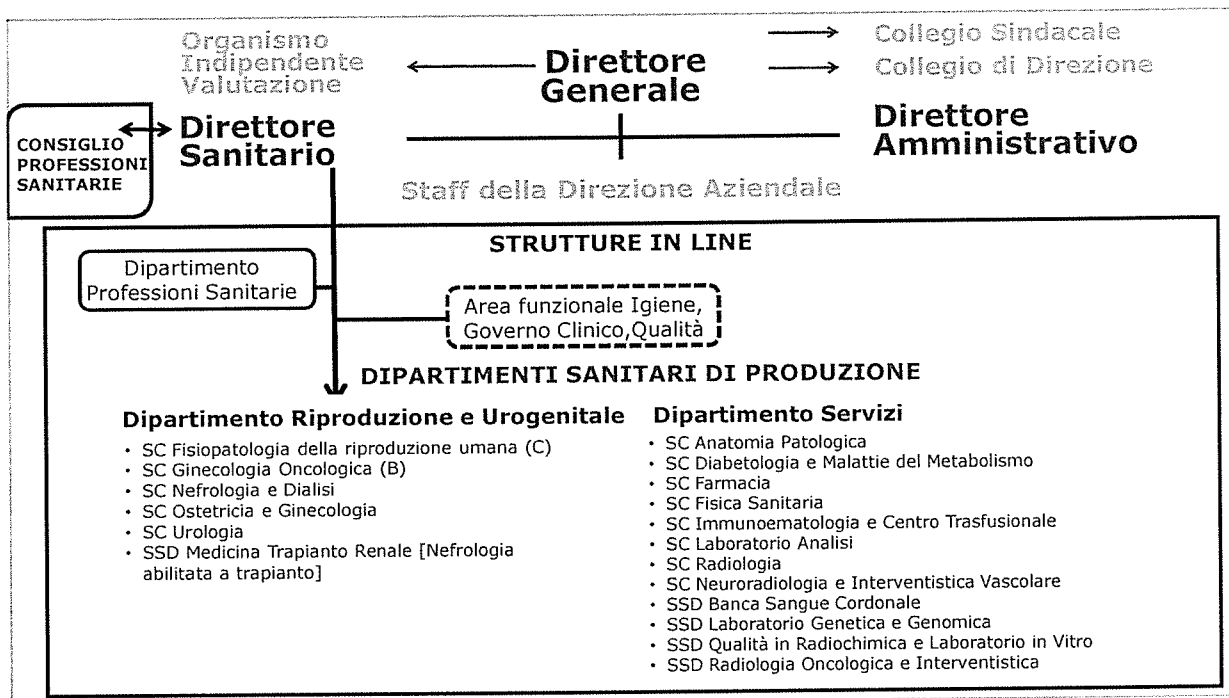 Organismo
Indipendente
Valutazione
Direttore
Generale
Collegio Sindacale
Collegio di Direzione
CONSIGLIO
PROFESSIONI
SANITARIE
Direttore
Sanitario
Direttore
Amministrativo
Staff della Direzione Aziendale
STRUTTURE IN LINE
Dipartimento
Professioni Sanitarie
Area funzionale Igiene,
Governo Clinico,Qualità
DIPARTIMENTI SANITARI DI PRODUZIONE
Dipartimento Riproduzione e Urogenitale
• SC Fisiopatologia della riproduzione umana (C)
• SC Ginecologia Oncologica (B)
• SC Nefrologia e Dialisi
• SC Ostetricia e Ginecologia
• SC Urologia
• SSD Medicina Trapianto Renale [Nefrologia
abilitata a trapianto]
Dipartimento Servizi
• SC Anatomia Patologica
• SC Diabetologia e Malattie del Metabolismo
• SC Farmacia
• SC Fisica Sanitaria
• SC Immunoematologia e Centro Trasfusionale
• SC Laboratorio Analisi
• SC Radiologia
• SC Neuroradiologia e Interventistica Vascolare
• SSD Banca Sangue Cordonale
• SSD Laboratorio Genetica e Genomica
• SSD Qualità in Radiochimica e Laboratorio in Vitro
• SSD Radiologia Oncologica e Interventistica